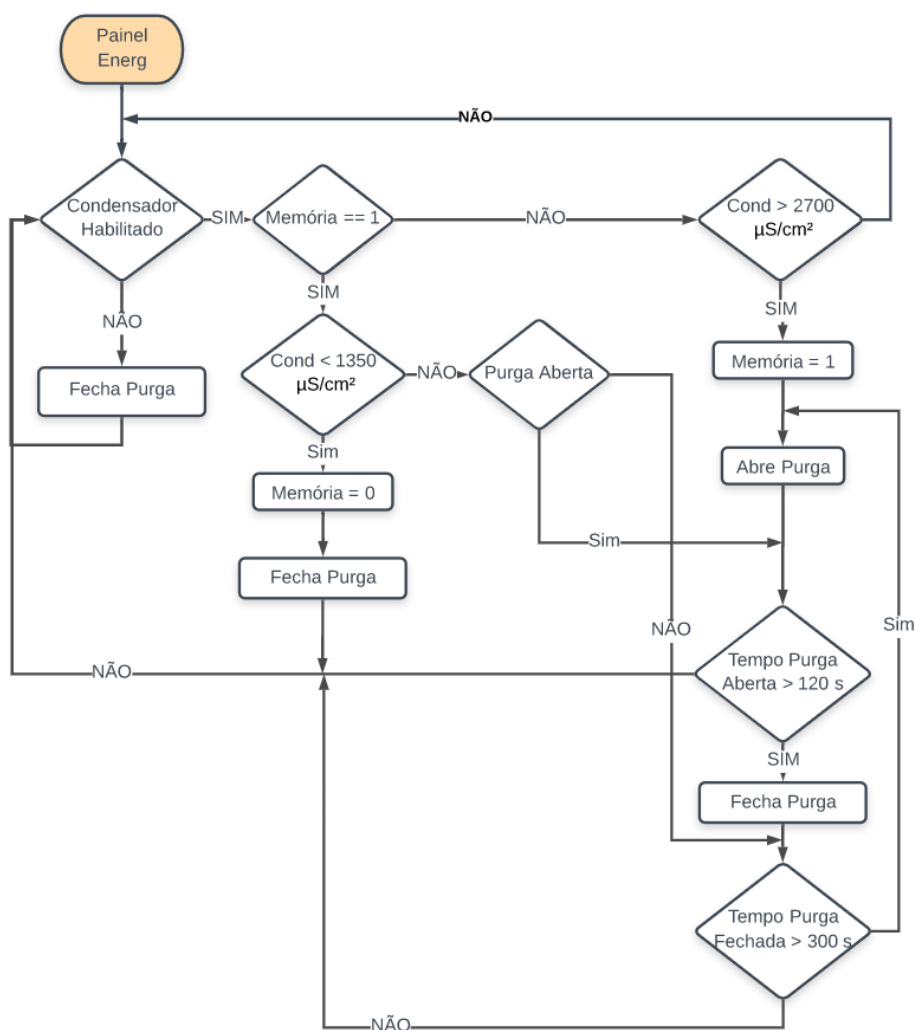 Painel
Energ
NÃO
Condensador
Habilitado
SIM
Memória == 1
NÃO
Cond > 2700
µS/cm²
NÃO
SIM
SIM
Fecha Purga
Cond < 1350
µS/cm²
NÃO
Purga Aberta
Memória = 1
Sim
Abre Purga
Memória = 0
Sim
Fecha Purga
NÃO
Sim
NÃO
Tempo Purga
Aberta > 120 s
SIM
Fecha Purga
Tempo Purga
Fechada > 300 s
NÃO